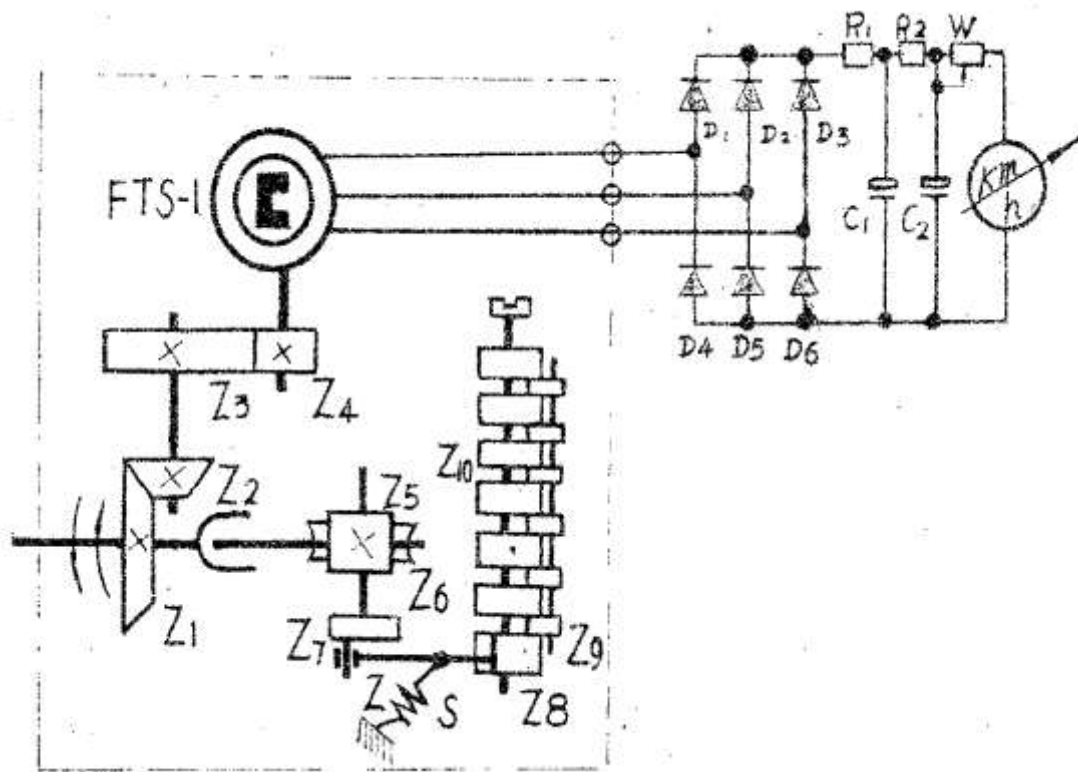 R1 R2 W
D1 D2 D3
FTS-1
Km
h
C1 C2
D4 D5 D6
Z3 Z4
Z10
Z2 Z5
Z6
Z1 Z7 Z9
Z S Z8